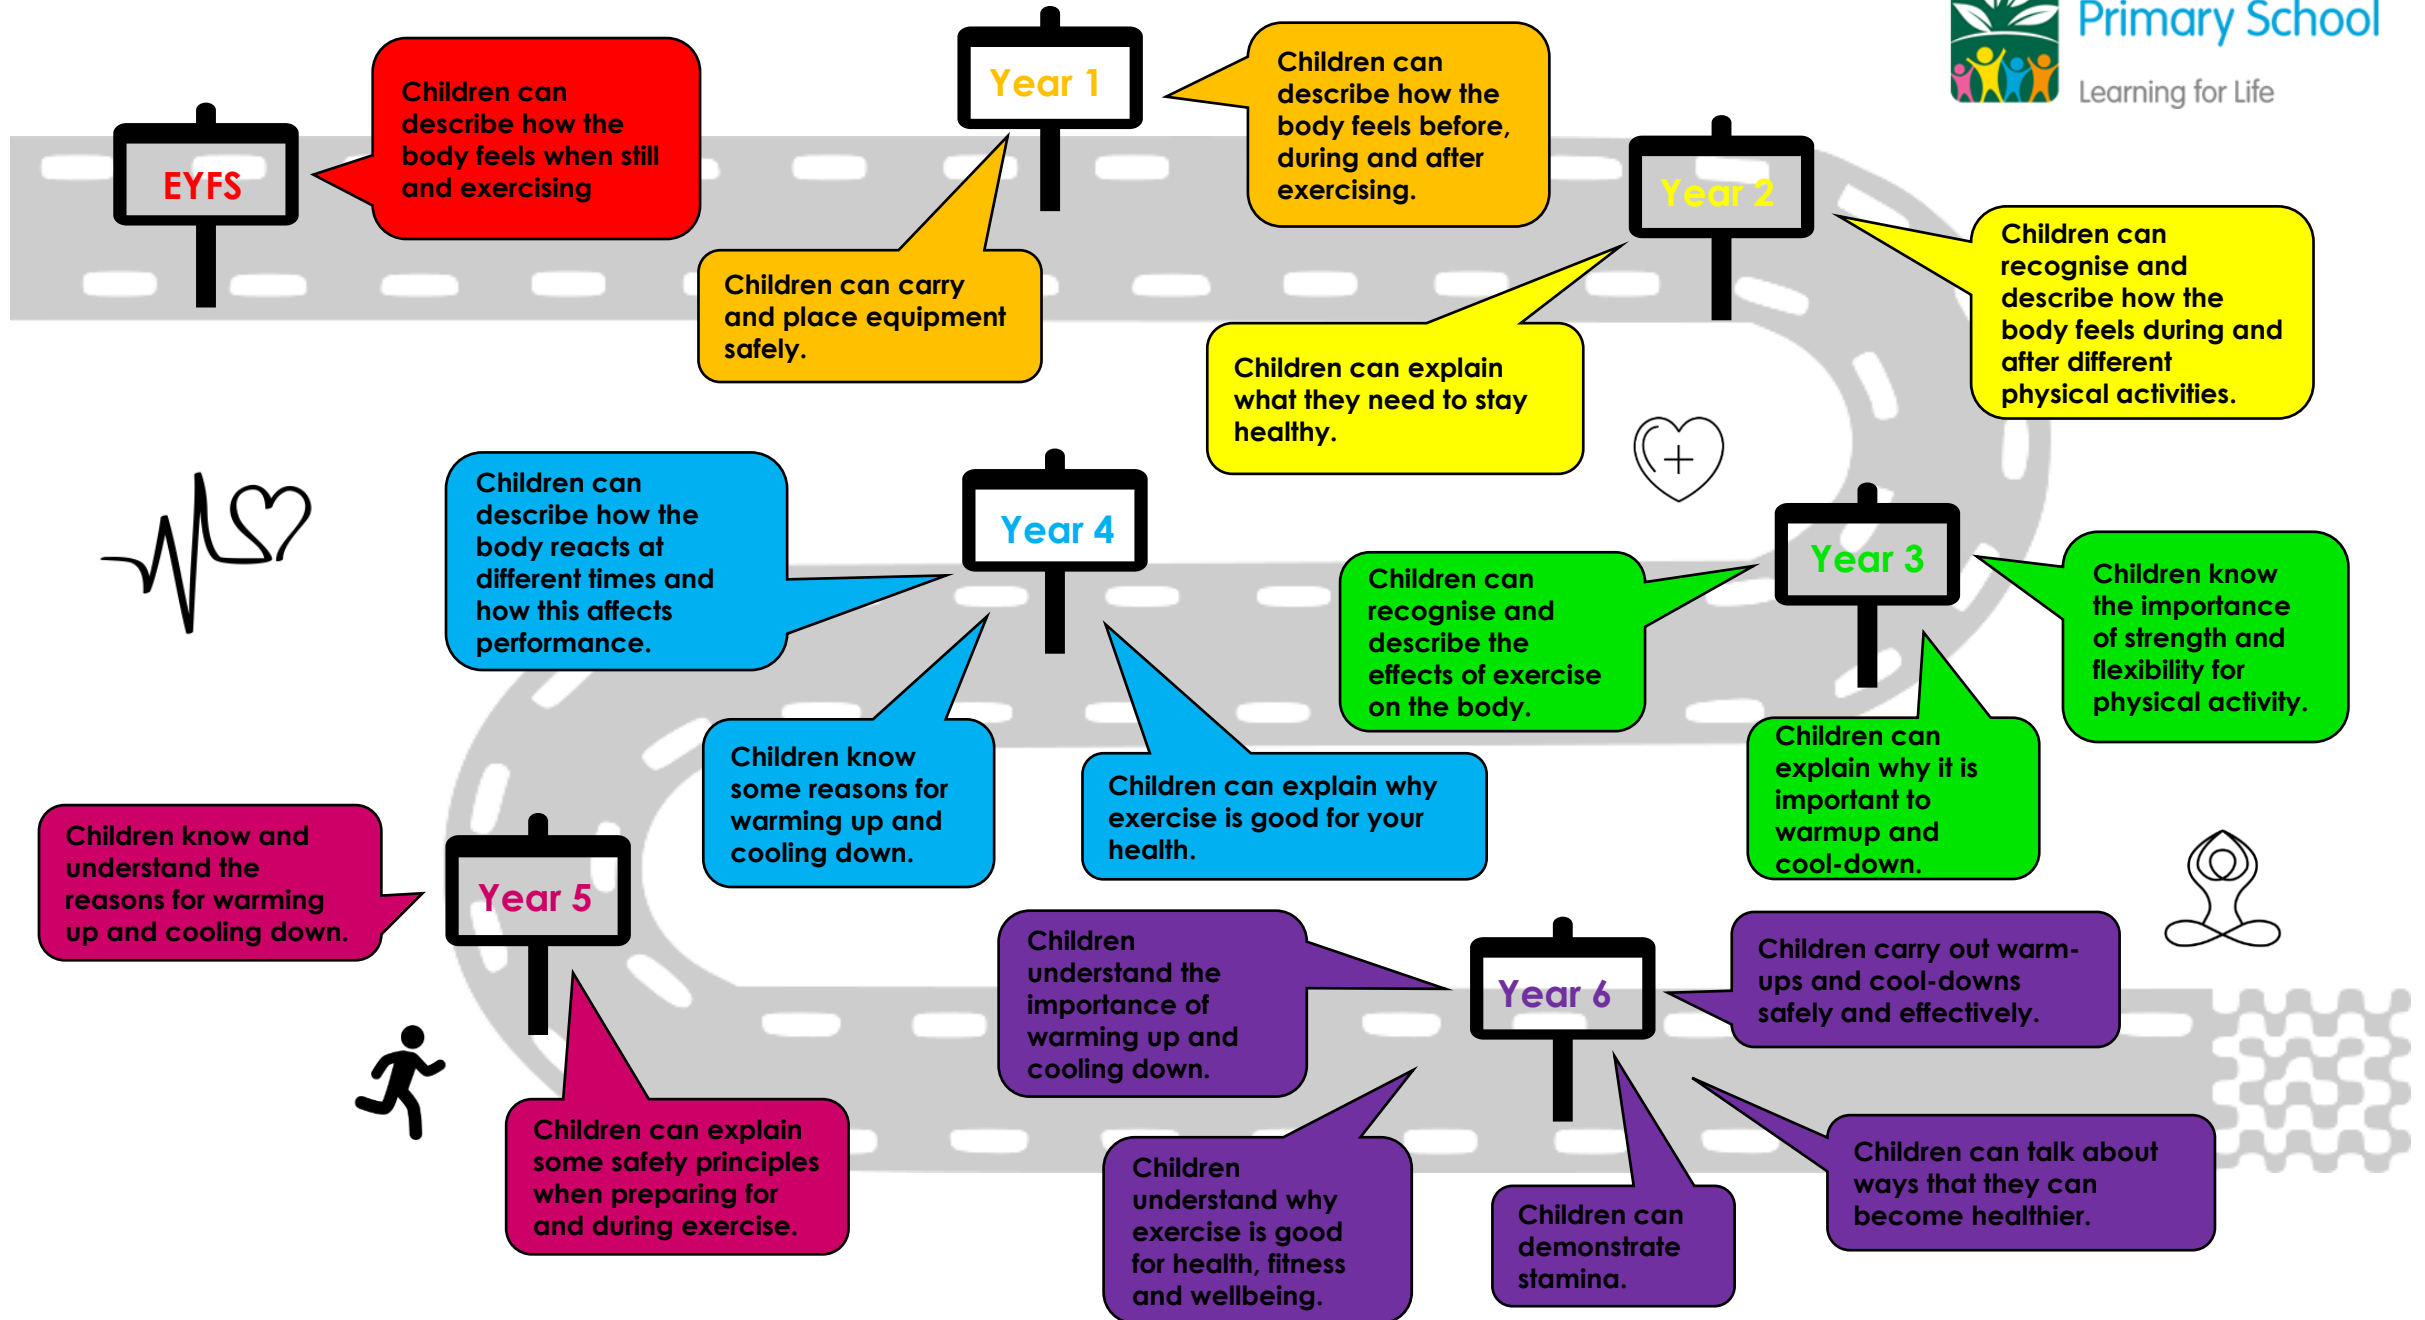 Primary School
Learning for Life
EYFS
Children can
describe how the
body feels when still
and exercising
Year 1
Children can
describe how the
body feels before,
during and after
exercising.
Children can carry
and place equipment
safely.
Year 2
Children can
recognise and
describe how the
body feels during and
after different
physical activities.
Children can explain
what they need to stay
healthy.
Year 3
Children know
the importance
of strength and
flexibility for
physical activity.
Children can
recognise and
describe the
effects of exercise
on the body.
Children can
explain why it is
important to
warmup and
cool-down.
Year 4
Children can
describe how the
body reacts at
different times and
how this affects
performance.
Children know
some reasons for
warming up and
cooling down.
Children can explain why
exercise is good for your
health.
Year 5
Children know and
understand the
reasons for warming
up and cooling down.
Children can explain
some safety principles
when preparing for
and during exercise.
Year 6
Children
understand the
importance of
warming up and
cooling down.
Children carry out warm-
ups and cool-downs
safely and effectively.
Children
understand why
exercise is good
for health, fitness
and wellbeing.
Children can
demonstrate
stamina.
Children can talk about
ways that they can
become healthier.